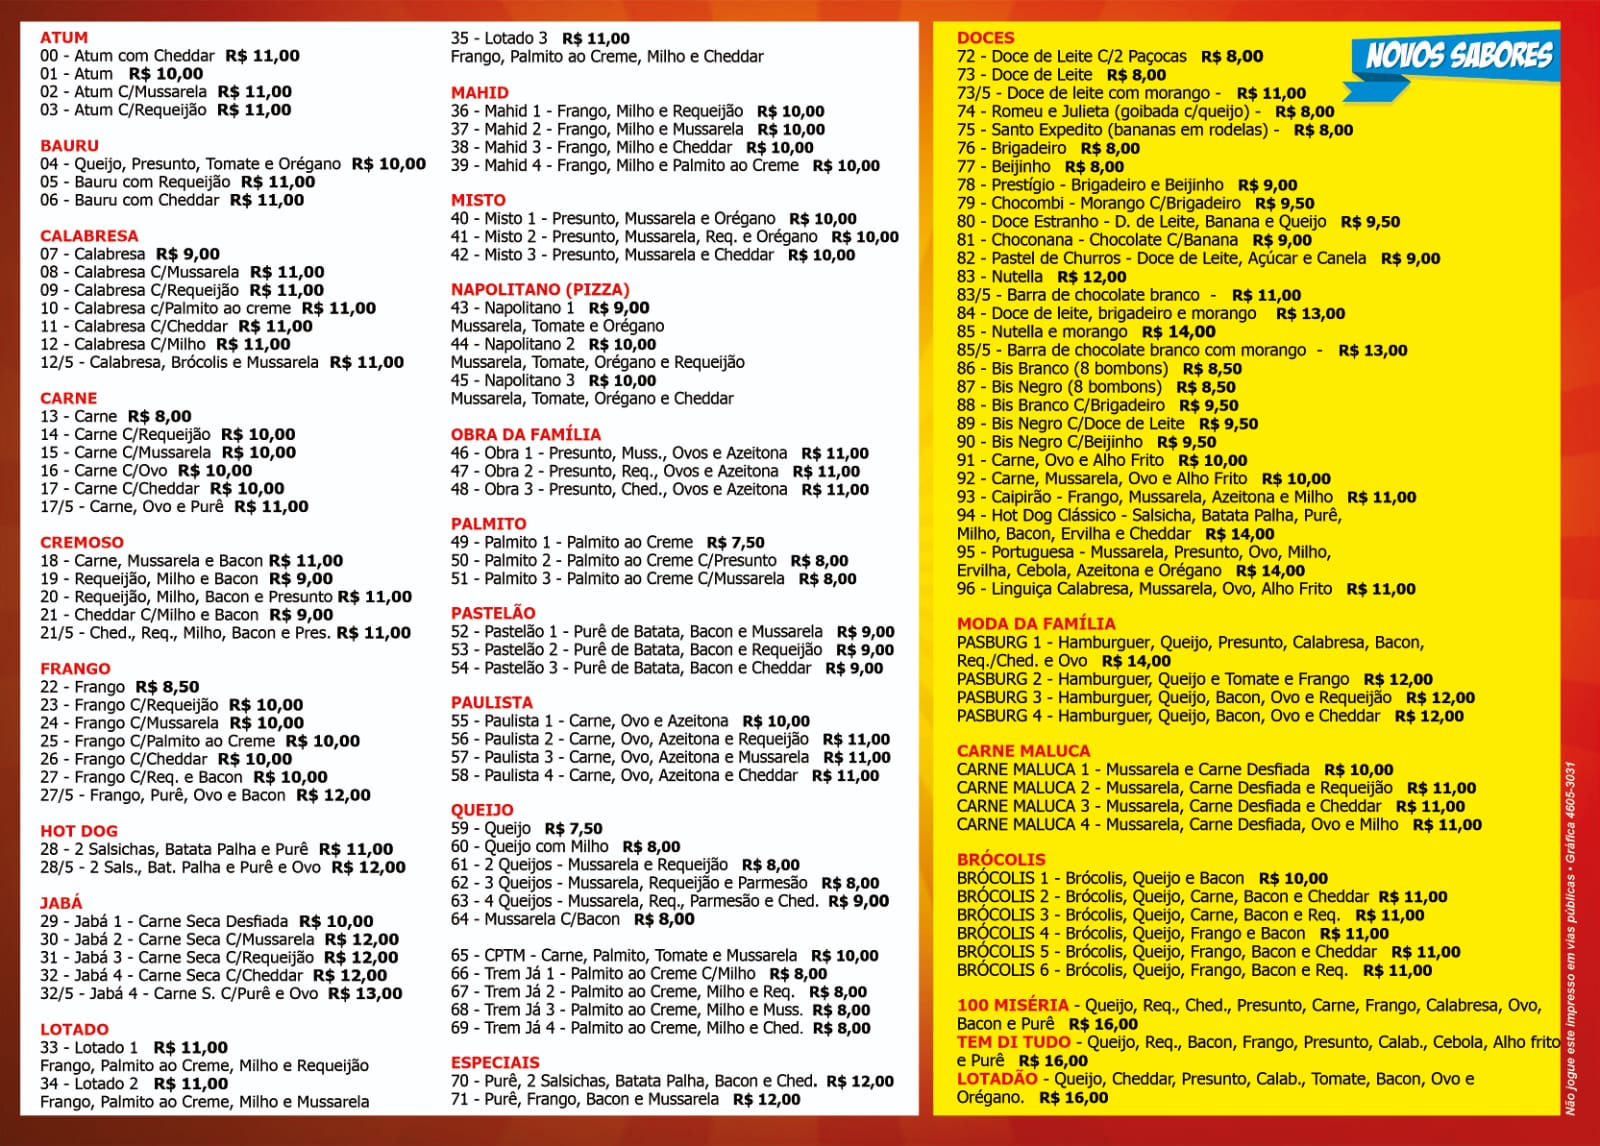 ATUM
00 - Atum com Cheddar R$ 11,00
01 - Atum R$ 10,00
02 - Atum C/Mussarela R$ 11,00
03 - Atum C/Requeijão R$ 11,00
BAURU
04 - Queijo, Presunto, Tomate e Orégano R$ 10,00
05 - Bauru com Requeijão R$ 11,00
06 - Bauru com Cheddar R$ 11,00
CALABRESA
07 - Calabresa R$ 9,00
08 - Calabresa C/Mussarela R$ 11,00
09 - Calabresa C/Requeijão R$ 11,00
10 - Calabresa c/Palmito ao creme R$ 11,00
11 - Calabresa C/Cheddar R$ 11,00
12 - Calabresa C/Milho R$ 11,00
12/5 - Calabresa, Brócolis e Mussarela R$ 11,00
CARNE
13 - Carne R$ 8,00
14 - Carne C/Requeijão R$ 10,00
15 - Carne C/Mussarela R$ 10,00
16 - Carne C/Ovo R$ 10,00
17 - Carne C/Cheddar R$ 10,00
17/5 - Carne, Ovo e Purê R$ 11,00
CREMOSO
18 - Carne, Mussarela e Bacon R$ 11,00
19 - Requeijão, Milho e Bacon R$ 9,00
20 - Requeijão, Milho, Bacon e Presunto R$ 11,00
21 - Cheddar C/Milho e Bacon R$ 9,00
21/5 - Ched., Req., Milho, Bacon e Pres. R$ 11,00
FRANGO
22 - Frango R$ 8,50
23 - Frango C/Requeijão R$ 10,00
24 - Frango C/Mussarela R$ 10,00
25 - Frango C/Palmito ao Creme R$ 10,00
26 - Frango C/Cheddar R$ 10,00
27 - Frango C/Req. e Bacon R$ 10,00
27/5 - Frango, Purê, Ovo e Bacon R$ 12,00
HOT DOG
28 - 2 Salsichas, Batata Palha e Purê R$ 11,00
28/5 - 2 Sals., Bat. Palha e Purê e Ovo R$ 12,00
JABÁ
29 - Jabá 1 - Carne Seca Desfiada R$ 10,00
30 - Jabá 2 - Carne Seca C/Mussarela R$ 12,00
31 - Jabá 3 - Carne Seca C/Requeijão R$ 12,00
32 - Jabá 4 - Carne Seca C/Cheddar R$ 12,00
32/5 - Jabá 4 - Carne S. C/Purê e Ovo R$ 13,00
LOTADO
33 - Lotado 1 R$ 11,00
Frango, Palmito ao Creme, Milho e Requeijão
34 - Lotado 2 R$ 11,00
Frango, Palmito ao Creme, Milho e Mussarela
35 - Lotado 3 R$ 11,00
Frango, Palmito ao Creme, Milho e Cheddar
MAHID
36 - Mahid 1 - Frango, Milho e Requeijão R$ 10,00
37 - Mahid 2 - Frango, Milho e Mussarela R$ 10,00
38 - Mahid 3 - Frango, Milho e Cheddar R$ 10,00
39 - Mahid 4 - Frango, Milho e Palmito ao Creme R$ 10,00
MISTO
40 - Misto 1 - Presunto, Mussarela e Orégano R$ 10,00
41 - Misto 2 - Presunto, Mussarela, Req. e Orégano R$ 10,00
42 - Misto 3 - Presunto, Mussarela e Cheddar R$ 10,00
NAPOLITANO (PIZZA)
43 - Napolitano 1 R$ 9,00
Mussarela, Tomate e Orégano
44 - Napolitano 2 R$ 10,00
Mussarela, Tomate, Orégano e Requeijão
45 - Napolitano 3 R$ 10,00
Mussarela, Tomate, Orégano e Cheddar
OBRA DA FAMÍLIA
46 - Obra 1 - Presunto, Muss., Ovos e Azeitona R$ 11,00
47 - Obra 2 - Presunto, Req., Ovos e Azeitona R$ 11,00
48 - Obra 3 - Presunto, Ched., Ovos e Azeitona R$ 11,00
PALMITO
49 - Palmito 1 - Palmito ao Creme R$ 7,50
50 - Palmito 2 - Palmito ao Creme C/Presunto R$ 8,00
51 - Palmito 3 - Palmito ao Creme C/Mussarela R$ 8,00
PASTELÃO
52 - Pastelão 1 - Purê de Batata, Bacon e Mussarela R$ 9,00
53 - Pastelão 2 - Purê de Batata, Bacon e Requeijão R$ 9,00
54 - Pastelão 3 - Purê de Batata, Bacon e Cheddar R$ 9,00
PAULISTA
55 - Paulista 1 - Carne, Ovo e Azeitona R$ 10,00
56 - Paulista 2 - Carne, Ovo, Azeitona e Requeijão R$ 11,00
57 - Paulista 3 - Carne, Ovo, Azeitona e Mussarela R$ 11,00
58 - Paulista 4 - Carne, Ovo, Azeitona e Cheddar R$ 11,00
QUEIJO
59 - Queijo R$ 7,50
60 - Queijo com Milho R$ 8,00
61 - 2 Queijos - Mussarela e Requeijão R$ 8,00
62 - 3 Queijos - Mussarela, Requeijão e Parmesão R$ 8,00
63 - 4 Queijos - Mussarela, Req., Parmesão e Ched. R$ 9,00
64 - Mussarela C/Bacon R$ 8,00
65 - CPTM - Carne, Palmito, Tomate e Mussarela R$ 10,00
66 - Trem Já 1 - Palmito ao Creme C/Milho R$ 8,00
67 - Trem Já 2 - Palmito ao Creme, Milho e Req. R$ 8,00
68 - Trem Já 3 - Palmito ao Creme, Milho e Muss. R$ 8,00
69 - Trem Já 4 - Palmito ao Creme, Milho e Ched. R$ 8,00
ESPECIAIS
70 - Purê, 2 Salsichas, Batata Palha, Bacon e Ched. R$ 12,00
71 - Purê, Frango, Bacon e Mussarela R$ 12,00
NOVOS SABORES
DOCES
72 - Doce de Leite C/2 Paçocas R$ 8,00
73 - Doce de Leite R$ 8,00
73/5 - Doce de leite com morango - R$ 11,00
74 - Romeu e Julieta (goibada c/queijo) - R$ 8,00
75 - Santo Expedito (bananas em rodelas) - R$ 8,00
76 - Brigadeiro R$ 8,00
77 - Beijinho R$ 8,00
78 - Prestígio - Brigadeiro e Beijinho R$ 9,00
79 - Chocombi - Morango C/Brigadeiro R$ 9,50
80 - Doce Estranho - D. de Leite, Banana e Queijo R$ 9,50
81 - Choconana - Chocolate C/Banana R$ 9,00
82 - Pastel de Churros - Doce de Leite, Açúcar e Canela R$ 9,00
83 - Nutella R$ 12,00
83/5 - Barra de chocolate branco - R$ 11,00
84 - Doce de leite, brigadeiro e morango R$ 13,00
85 - Nutella e morango R$ 14,00
85/5 - Barra de chocolate branco com morango - R$ 13,00
86 - Bis Branco (8 bombons) R$ 8,50
87 - Bis Negro (8 bombons) R$ 8,50
88 - Bis Branco C/Brigadeiro R$ 9,50
89 - Bis Negro C/Doce de Leite R$ 9,50
90 - Bis Negro C/Beijinho R$ 9,50
91 - Carne, Ovo e Alho Frito R$ 10,00
92 - Carne, Mussarela, Ovo e Alho Frito R$ 10,00
93 - Caipirão - Frango, Mussarela, Azeitona e Milho R$ 11,00
94 - Hot Dog Clássico - Salsicha, Batata Palha, Purê,
Milho, Bacon, Ervilha e Cheddar R$ 14,00
95 - Portuguesa - Mussarela, Presunto, Ovo, Milho,
Ervilha, Cebola, Azeitona e Orégano R$ 14,00
96 - Linguiça Calabresa, Mussarela, Ovo, Alho Frito R$ 11,00
MODA DA FAMÍLIA
PASBURG 1 - Hamburguer, Queijo, Presunto, Calabresa, Bacon,
Req./Ched. e Ovo R$ 14,00
PASBURG 2 - Hamburguer, Queijo e Tomate e Frango R$ 12,00
PASBURG 3 - Hamburguer, Queijo, Bacon, Ovo e Requeijão R$ 12,00
PASBURG 4 - Hamburguer, Queijo, Bacon, Ovo e Cheddar R$ 12,00
CARNE MALUCA
CARNE MALUCA 1 - Mussarela e Carne Desfiada R$ 10,00
CARNE MALUCA 2 - Mussarela, Carne Desfiada e Requeijão R$ 11,00
CARNE MALUCA 3 - Mussarela, Carne Desfiada e Cheddar R$ 11,00
CARNE MALUCA 4 - Mussarela, Carne Desfiada, Ovo e Milho R$ 11,00
BRÓCOLIS
BRÓCOLIS 1 - Brócolis, Queijo e Bacon R$ 10,00
BRÓCOLIS 2 - Brócolis, Queijo, Carne, Bacon e Cheddar R$ 11,00
BRÓCOLIS 3 - Brócolis, Queijo, Carne, Bacon e Req. R$ 11,00
BRÓCOLIS 4 - Brócolis, Queijo, Frango e Bacon R$ 11,00
BRÓCOLIS 5 - Brócolis, Queijo, Frango, Bacon e Cheddar R$ 11,00
BRÓCOLIS 6 - Brócolis, Queijo, Frango, Bacon e Req. R$ 11,00
100 MISÉRIA - Queijo, Req., Ched., Presunto, Carne, Frango, Calabresa, Ovo,
Bacon e Purê R$ 16,00
TEM DI TUDO - Queijo, Req., Bacon, Frango, Presunto, Calab., Cebola, Alho frito
e Purê R$ 16,00
LOTADÃO - Queijo, Cheddar, Presunto, Calab., Tomate, Bacon, Ovo e
Orégano. R$ 16,00
Não jogue este impresso em vias públicas • Gráfica 4605-3031